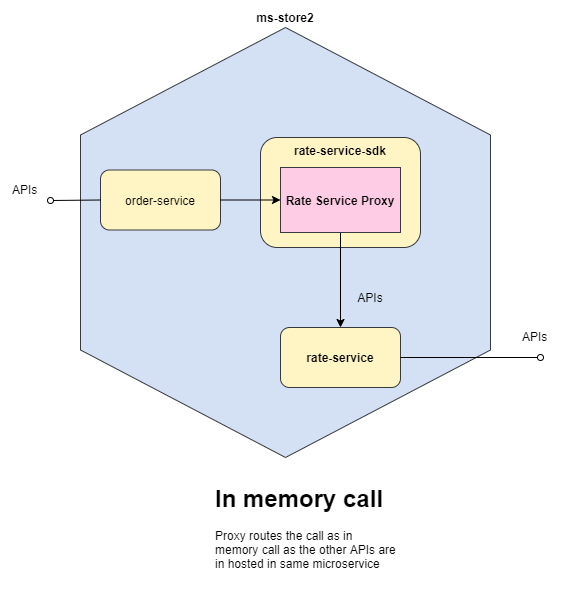 ms-store2
rate-service-sdk
APIs
order-service
Rate Service Proxy
APIs
APIs
rate-service
In memory call
Proxy routes the call as in
memory call as the other APIs are
in hosted in same microservice